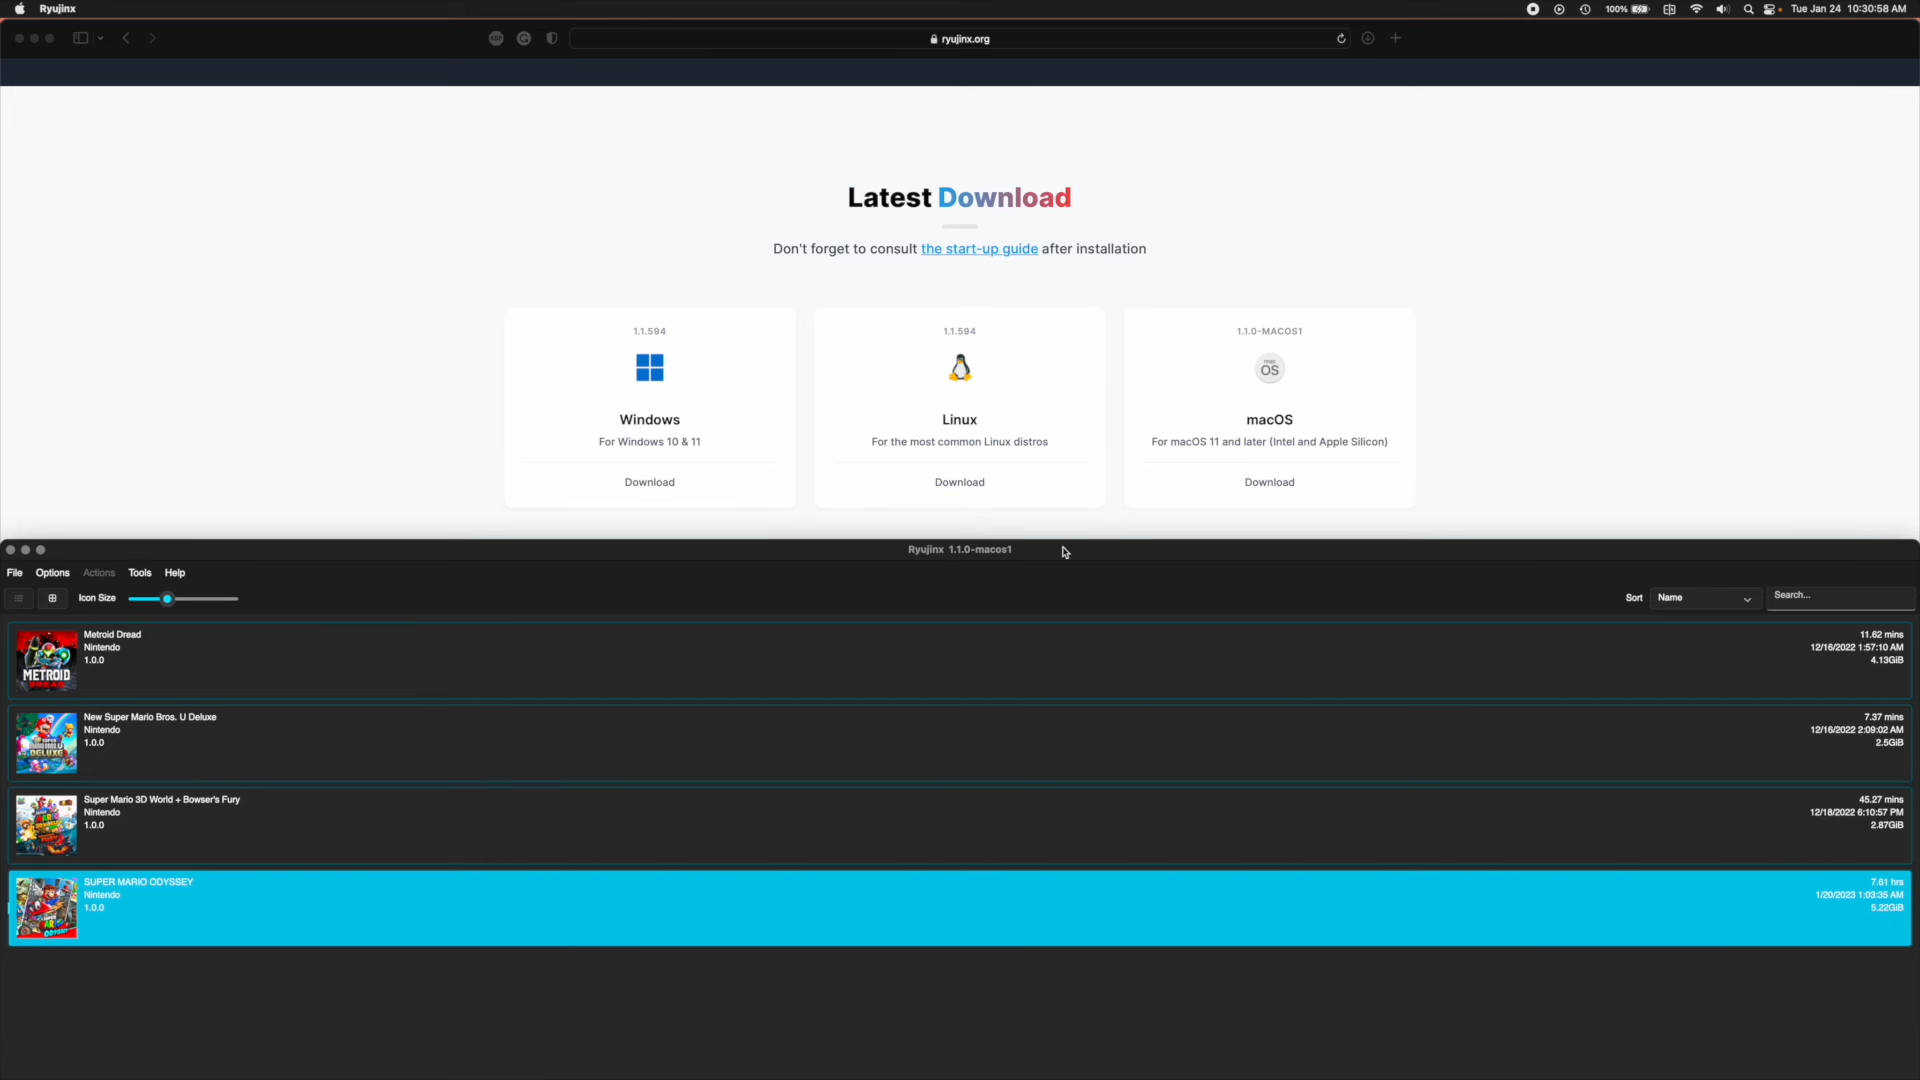 Ryujinx
100%
Tue Jan 24 10:30:58 AM
ABP
ryujinx.org
Latest Download
Don't forget to consult the start-up guide after installation
1.1.594
Windows
For Windows 10 & 11
Download
1.1.594
Linux
For the most common Linux distros
Download
1.1.0-MACOS1
mac
OS
macOS
For macOS 11 and later (Intel and Apple Silicon)
Download
Ryujinx 1.1.0-macos1
File Options Actions Tools Help
Icon Size
Sort Name Search...
METROID
DREAD
Metroid Dread
Nintendo
1.0.0
11.62 mins
12/16/2022 1:57:10 AM
4.13GiB
SUPER
MARIO BROS. U
DELUXE
New Super Mario Bros. U Deluxe
Nintendo
1.0.0
7.37 mins
12/16/2022 2:09:02 AM
2.5GiB
Super Mario 3D World + Bowser's Fury
Nintendo
1.0.0
45.27 mins
12/18/2022 6:10:57 PM
2.87GiB
SUPER MARIO ODYSSEY
Nintendo
1.0.0
7.61 hrs
1/20/2023 1:03:35 AM
5.22GiB